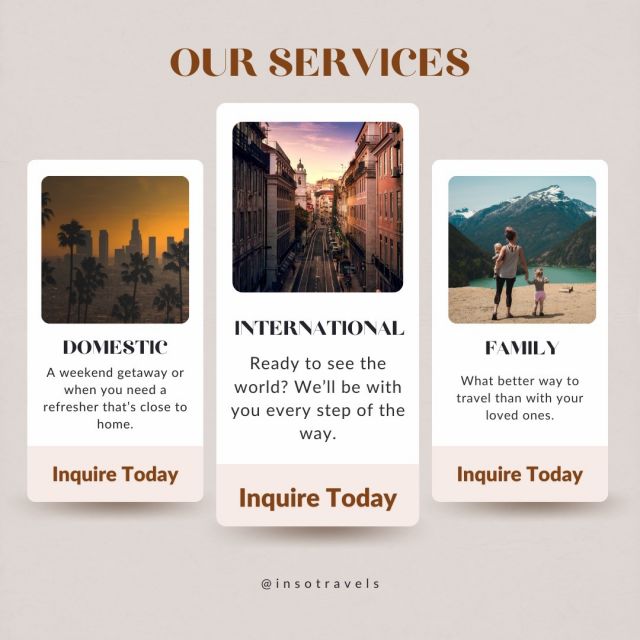 OUR SERVICES
DOMESTIC
A weekend getaway or
when you need a
refresher that's close to
home.
Inquire Today
INTERNATIONAL
Ready to see the
world? We'll be with
you every step of the
way.
Inquire Today
FAMILY
What better way to
travel than with your
loved ones.
Inquire Today
@insotravels